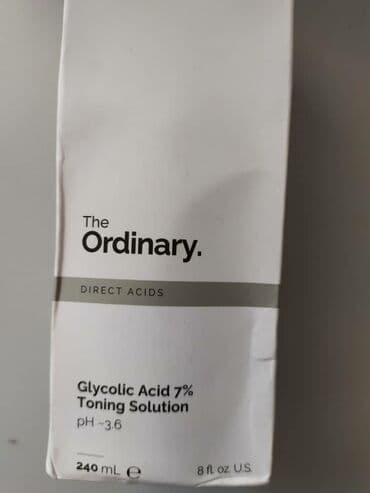 The
Ordinary.
DIRECT ACIDS
Glycolic Acid 7%
Toning Solution
pH ~3.6
240 mL ℮ 8 fl. oz. U.S.